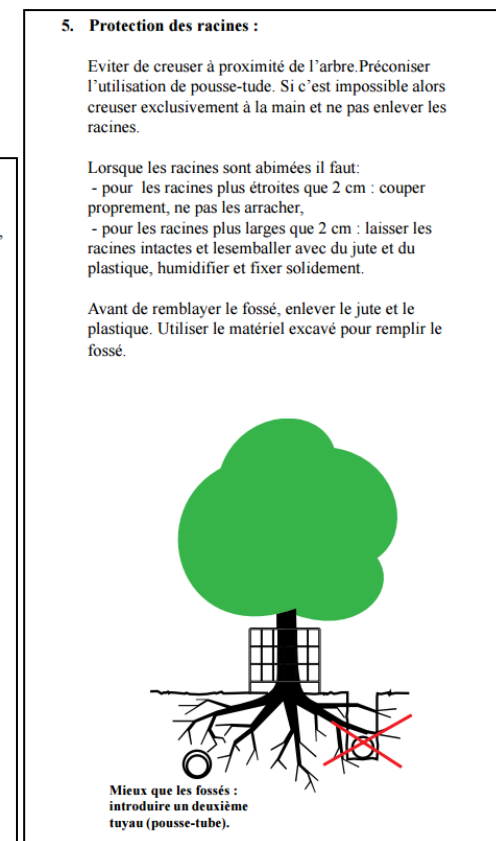 5. Protection des racines :
Eviter de creuser à proximité de l'arbre.Préconiser
l'utilisation de pousse-tude. Si c'est impossible alors
creuser exclusivement à la main et ne pas enlever les
racines.
Lorsque les racines sont abimées il faut:
- pour les racines plus étroites que 2 cm : couper
proprement, ne pas les arracher,
- pour les racines plus larges que 2 cm : laisser les
racines intactes et lesemballer avec du jute et du
plastique, humidifier et fixer solidement.
Avant de remblayer le fossé, enlever le jute et le
plastique. Utiliser le matériel excavé pour remplir le
fossé.
Mieux que les fossés :
introduire un deuxième
tuyau (pousse-tube).